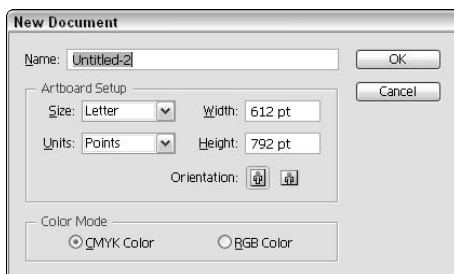 New Document
Name: Untitled-2
OK
Cancel
Artboard Setup
Size: Letter Width: 612 pt
Units: Points Height: 792 pt
Orientation:
Color Mode
CMYK Color RGB Color